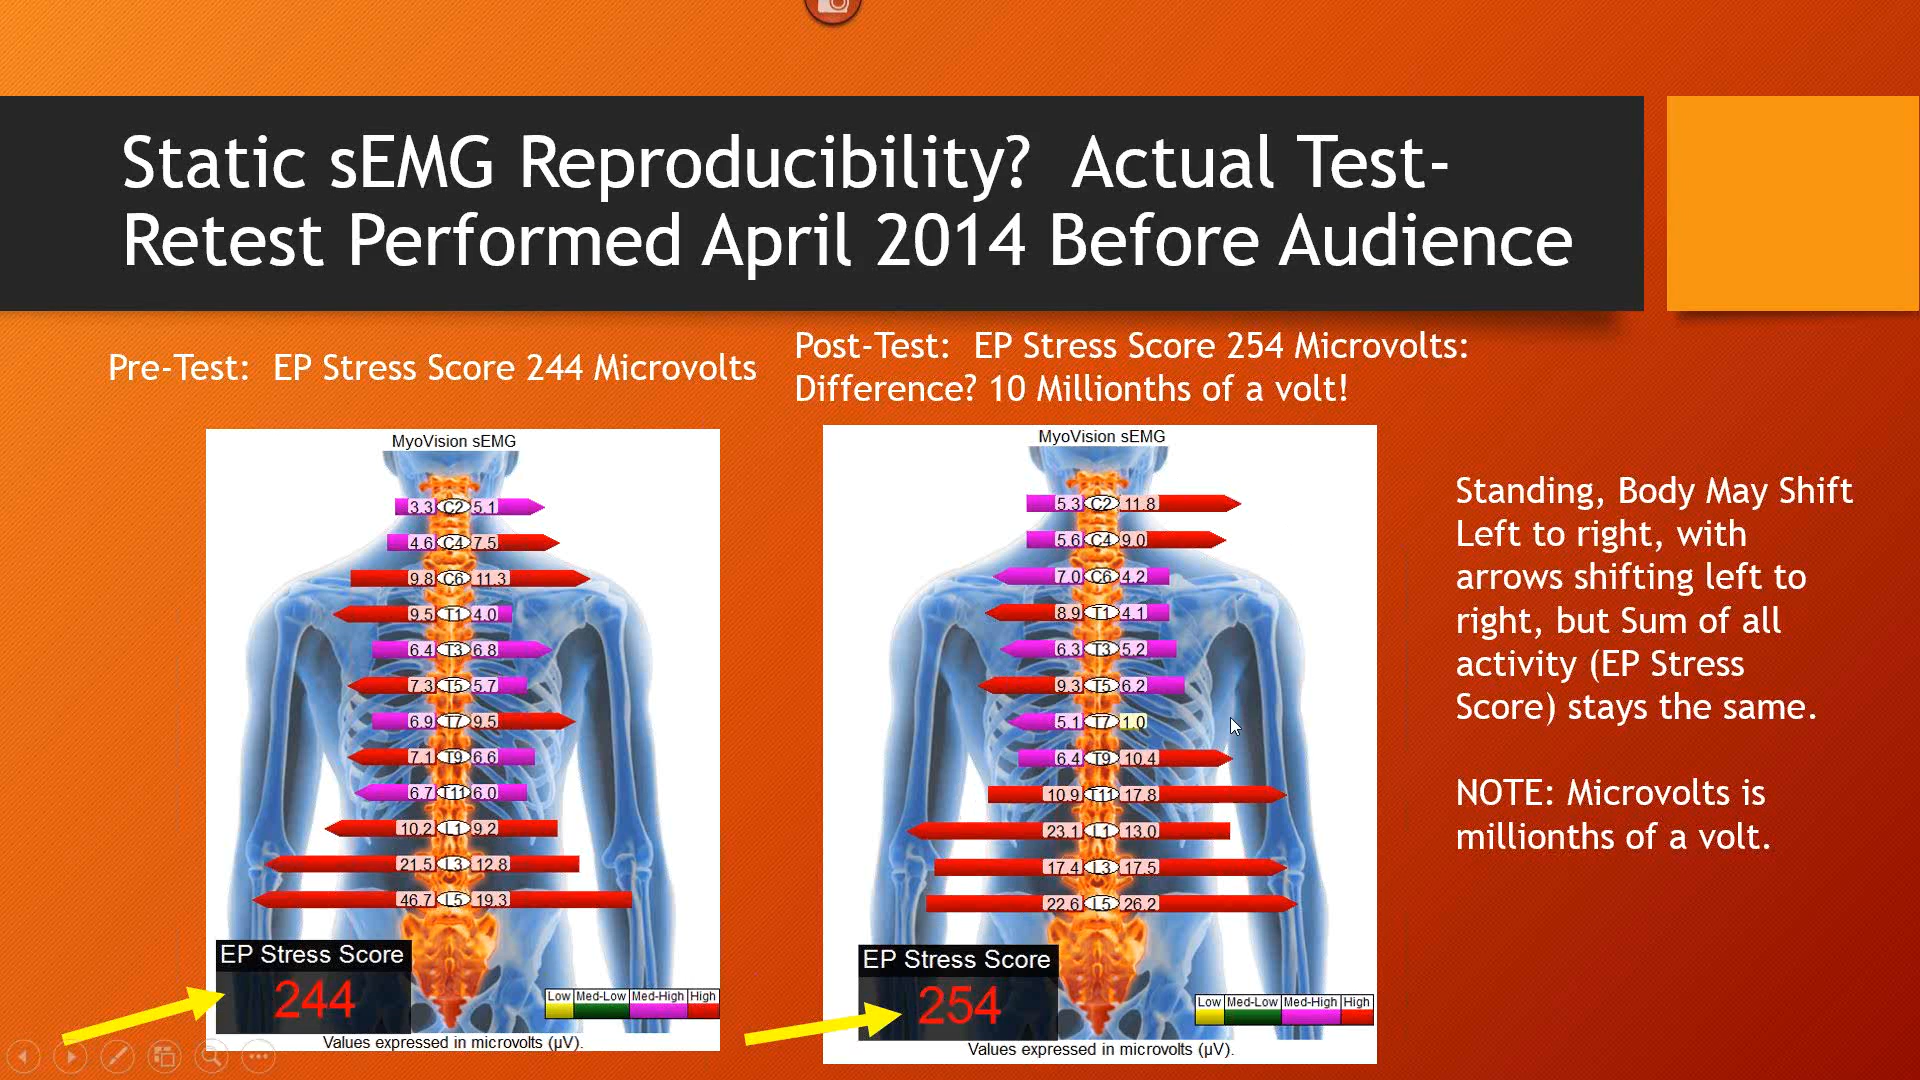 Static sEMG Reproducibility?  Actual Test-
Retest Performed April 2014 Before Audience
Pre-Test:  EP Stress Score 244 Microvolts
Post-Test:  EP Stress Score 254 Microvolts:
Difference? 10 Millionths of a volt!
MyoVision sEMG
3.3 C2 5.1
4.6 C4 7.5
9.8 C6 11.3
9.5 T1 4.0
6.4 T3 6.8
7.3 T5 5.7
6.9 T7 9.5
7.1 T9 6.6
6.7 T11 6.0
10.2 L1 9.2
21.5 L3 12.8
46.7 L5 19.3
EP Stress Score
244
Low Med-Low Med-High High
Values expressed in microvolts (µV).
MyoVision sEMG
5.3 C2 11.8
5.6 C4 9.0
7.0 C6 4.2
8.9 T1 4.1
6.3 T3 5.2
9.3 T5 6.2
5.1 T7 1.0
6.4 T9 10.4
10.9 T11 17.8
23.1 L1 13.0
17.4 L3 17.5
22.6 L5 26.2
EP Stress Score
254
Low Med-Low Med-High High
Values expressed in microvolts (µV).
Standing, Body May Shift
Left to right, with
arrows shifting left to
right, but Sum of all
activity (EP Stress
Score) stays the same.
NOTE: Microvolts is
millionths of a volt.